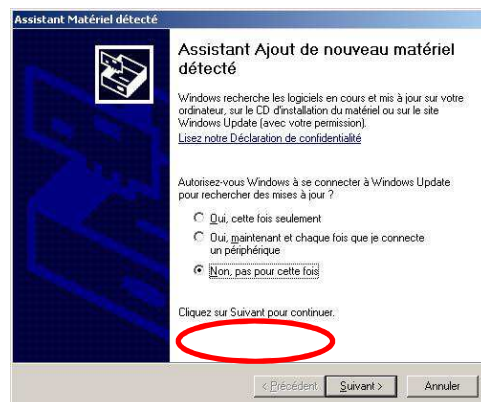 Assistant Matériel détecté
Assistant Ajout de nouveau matériel
détecté
Windows recherche les logiciels en cours et mis à jour sur votre
ordinateur, sur le CD d'installation du matériel ou sur le site
Windows Update (avec votre permission).
Lisez notre Déclaration de confidentialité
Autorisez-vous Windows à se connecter à Windows Update
pour rechercher des mises à jour ?
Oui, cette fois seulement
Oui, maintenant et chaque fois que je connecte
un périphérique
Non, pas pour cette fois
Cliquez sur Suivant pour continuer.
< Précédent Suivant > Annuler